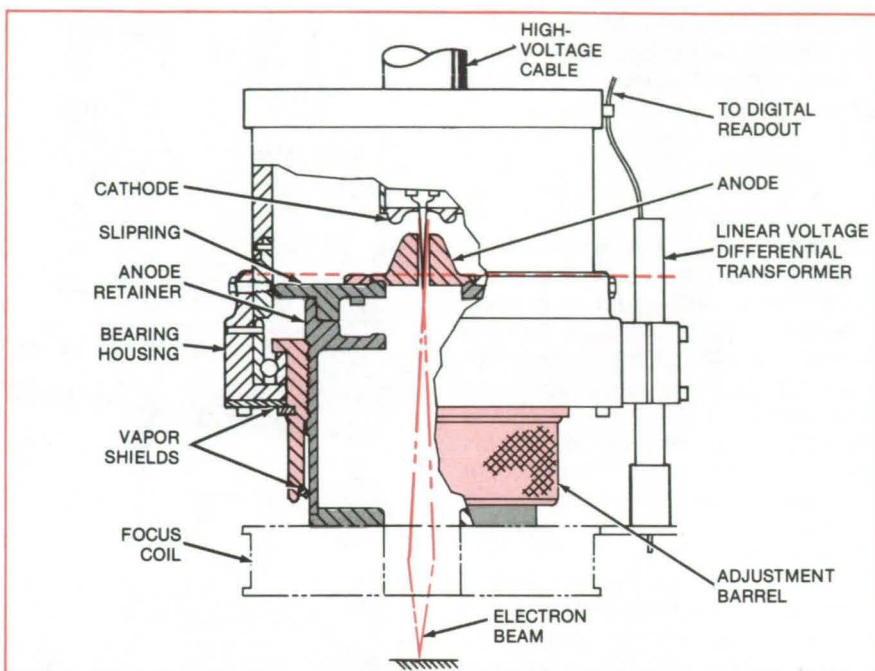 HIGH-
VOLTAGE
CABLE
TO DIGITAL
READOUT
CATHODE
ANODE
SLIPRING
LINEAR VOLTAGE
DIFFERENTIAL
TRANSFORMER
ANODE
RETAINER
BEARING
HOUSING
VAPOR
SHIELDS
FOCUS
COIL
ADJUSTMENT
BARREL
ELECTRON
BEAM